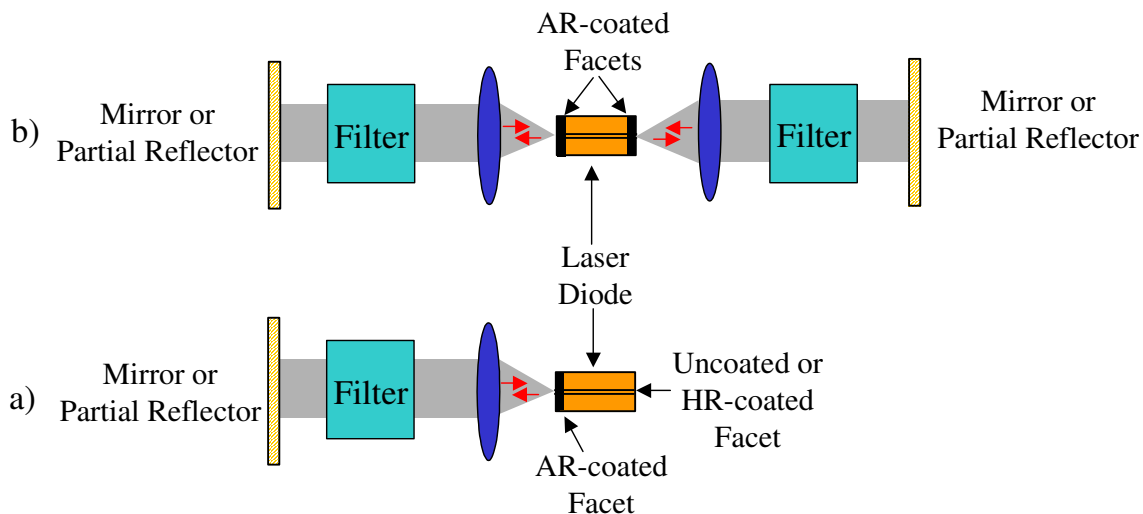 AR-coated
Facets
b)
Mirror or
Partial Reflector
Filter
Filter
Mirror or
Partial Reflector
Laser
Diode
a)
Mirror or
Partial Reflector
Filter
Uncoated or
HR-coated
Facet
AR-coated
Facet